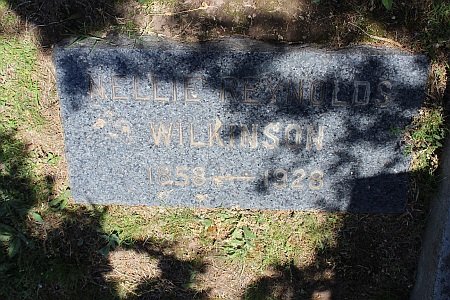 NELLIE REYNOLDS
WILKINSON
1858 — 1928